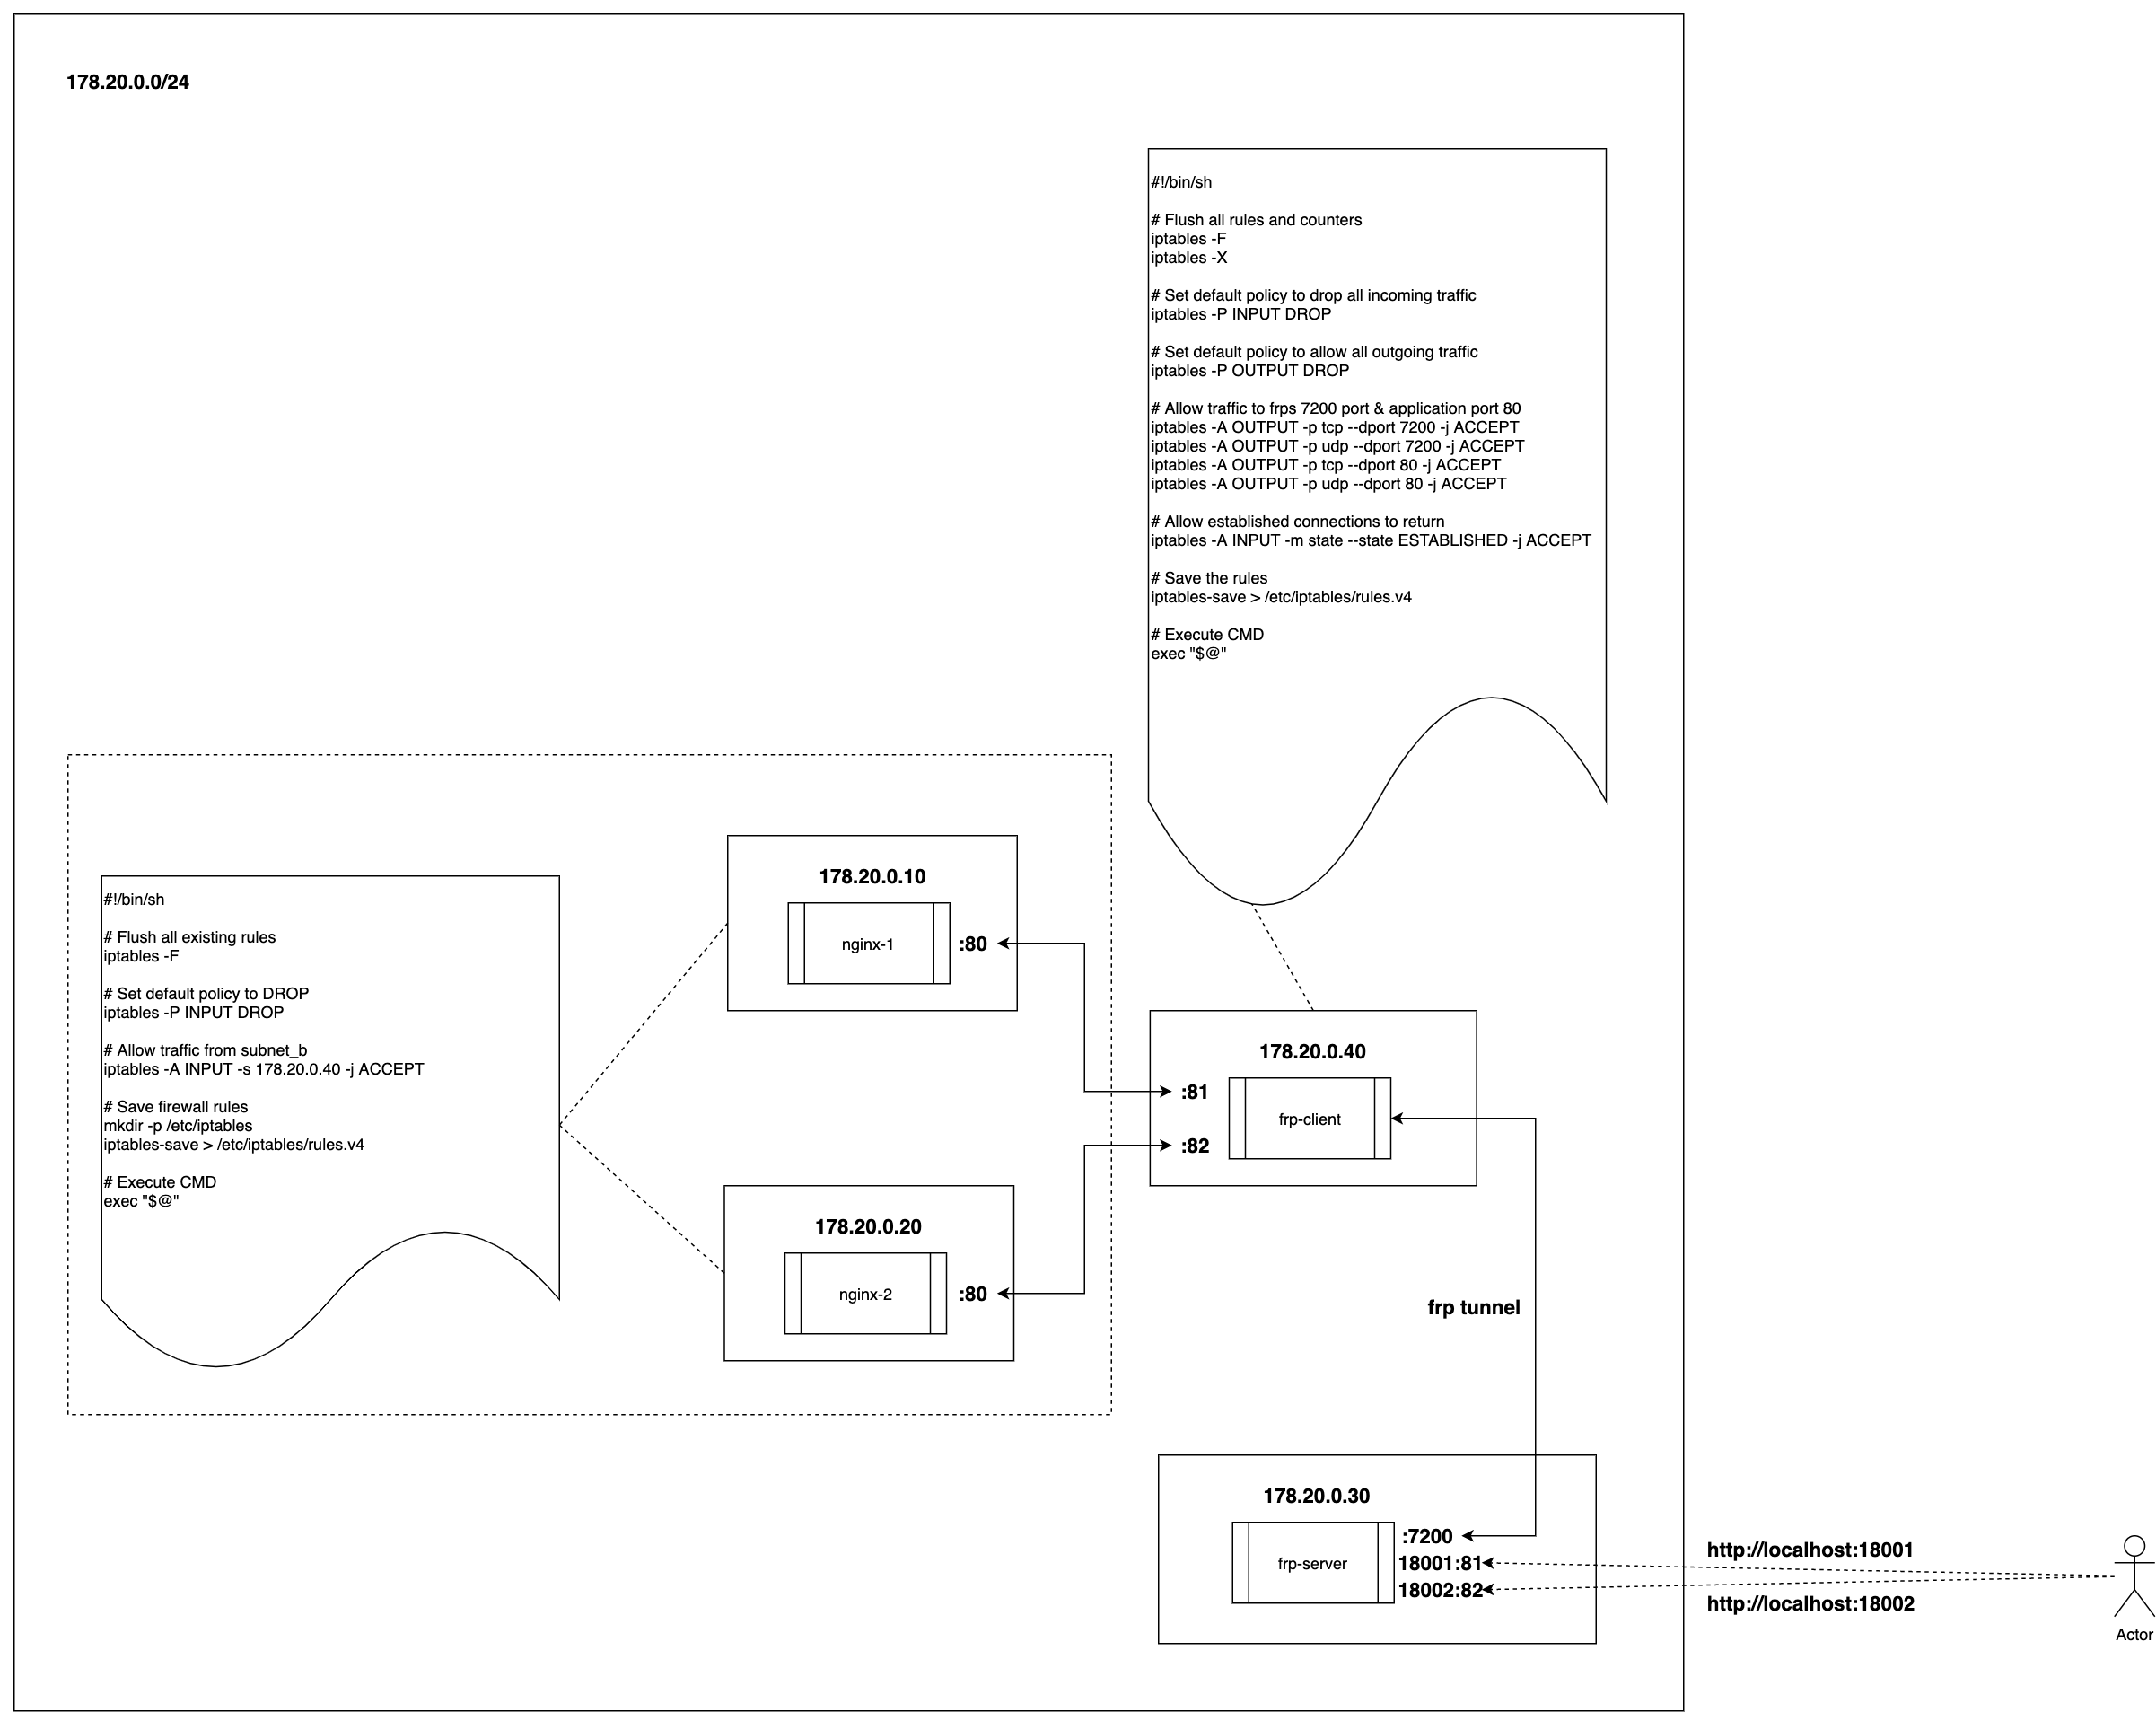 178.20.0.0/24
#!/bin/sh
# Flush all rules and counters
iptables -F
iptables -X
# Set default policy to drop all incoming traffic
iptables -P INPUT DROP
# Set default policy to allow all outgoing traffic
iptables -P OUTPUT DROP
# Allow traffic to frps 7200 port & application port 80
iptables -A OUTPUT -p tcp --dport 7200 -j ACCEPT
iptables -A OUTPUT -p udp --dport 7200 -j ACCEPT
iptables -A OUTPUT -p tcp --dport 80 -j ACCEPT
iptables -A OUTPUT -p udp --dport 80 -j ACCEPT
# Allow established connections to return
iptables -A INPUT -m state --state ESTABLISHED -j ACCEPT
# Save the rules
iptables-save > /etc/iptables/rules.v4
# Execute CMD
exec "$@"
#!/bin/sh
# Flush all existing rules
iptables -F
# Set default policy to DROP
iptables -P INPUT DROP
# Allow traffic from subnet_b
iptables -A INPUT -s 178.20.0.40 -j ACCEPT
# Save firewall rules
mkdir -p /etc/iptables
iptables-save > /etc/iptables/rules.v4
# Execute CMD
exec "$@"
178.20.0.10
nginx-1
:80
178.20.0.20
nginx-2
:80
178.20.0.40
:81
frp-client
:82
frp tunnel
178.20.0.30
:7200
frp-server
18001:81
18002:82
http://localhost:18001
http://localhost:18002
Actor